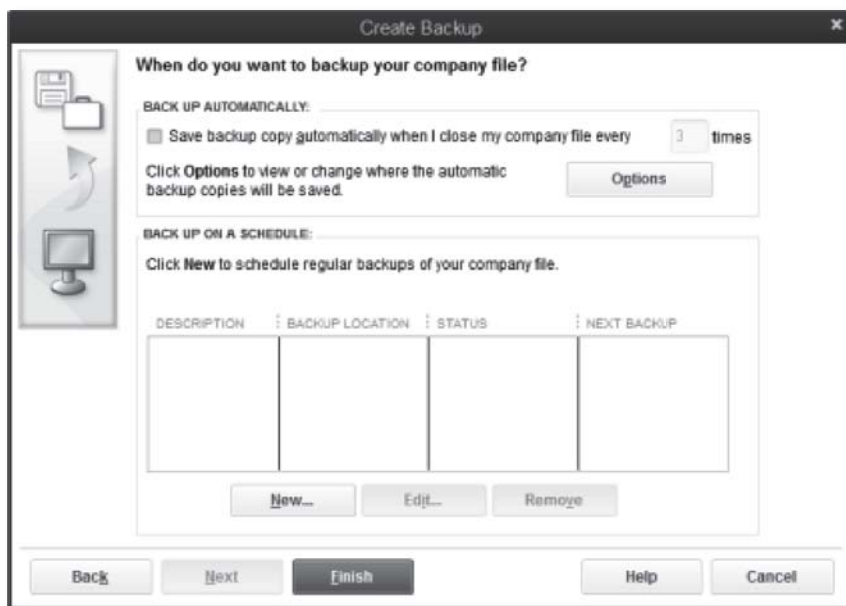 Create Backup
When do you want to backup your company file?
BACK UP AUTOMATICALLY:
Save backup copy automatically when I close my company file every 3 times
Click Options to view or change where the automatic
backup copies will be saved.
Options
BACK UP ON A SCHEDULE:
Click New to schedule regular backups of your company file.
DESCRIPTION BACKUP LOCATION STATUS NEXT BACKUP
New... Edit... Remove
Back Next Finish Help Cancel